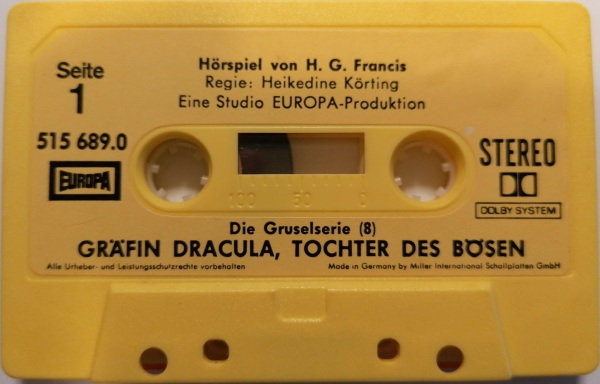 Hörspiel von H. G. Francis
Seite
1
Regie: Heikedine Körting
Eine Studio EUROPA-Produktion
515 689.0
EUROPA
STEREO
DOLBY SYSTEM
100 50 0
Die Gruselserie (8)
GRÄFIN DRACULA, TOCHTER DES BÖSEN
Alle Urheber- und Leistungsschutzrechte vorbehalten
Made in Germany by Miller International Schallplatten GmbH